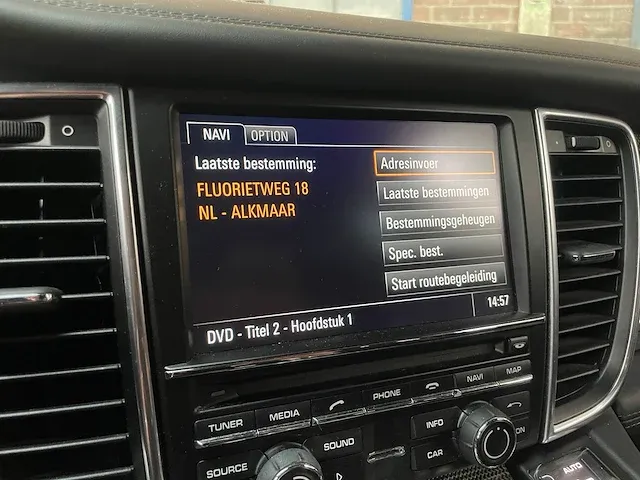 NAVI OPTION
Laatste bestemming:
FLUORIETWEG 18
NL - ALKMAAR
Adresinvoer
Laatste bestemmingen
Bestemmingsgeheugen
Spec. best.
Start routebegeleiding
DVD - Titel 2 - Hoofdstuk 1
14:57
TUNER MEDIA PHONE NAVI MAP
SOURCE SOUND INFO
CAR
AUTO